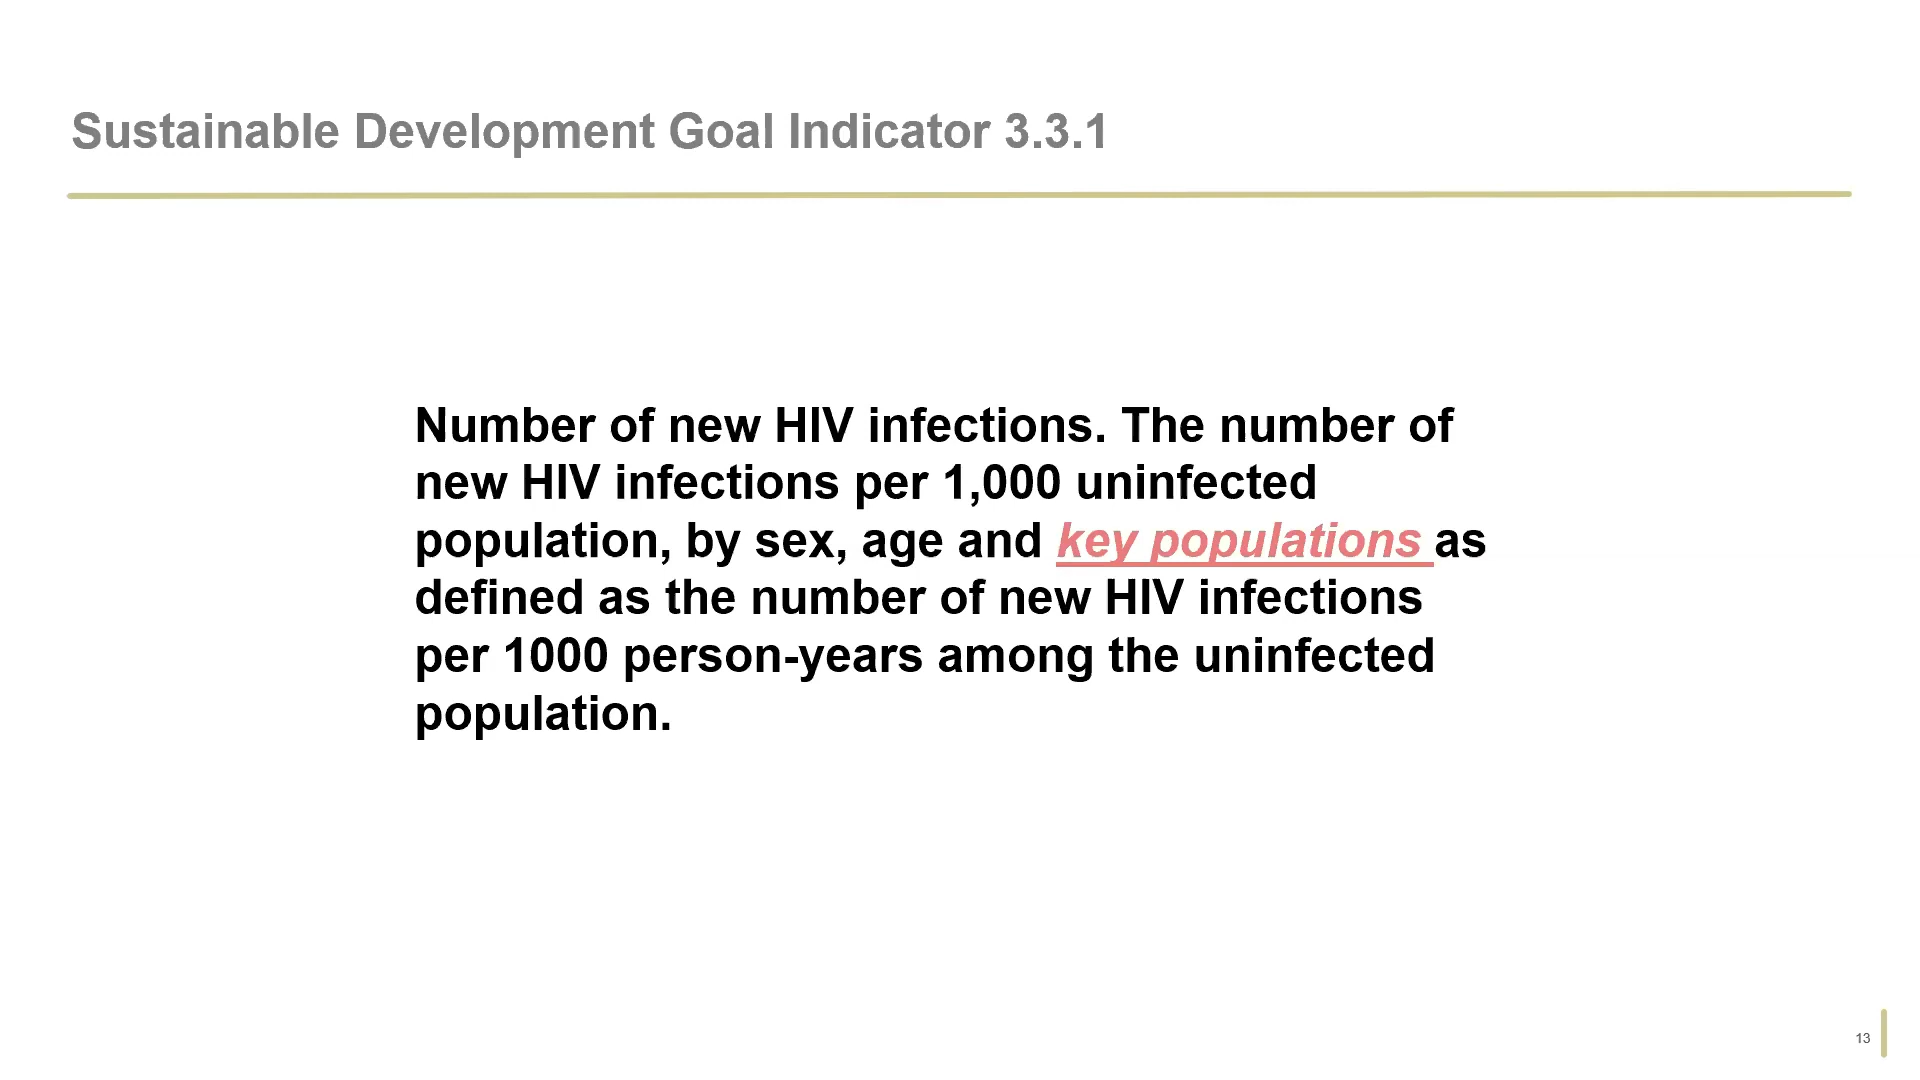 Sustainable Development Goal Indicator 3.3.1
Number of new HIV infections. The number of
new HIV infections per 1,000 uninfected
population, by sex, age and key populations as
defined as the number of new HIV infections
per 1000 person-years among the uninfected
population.
13